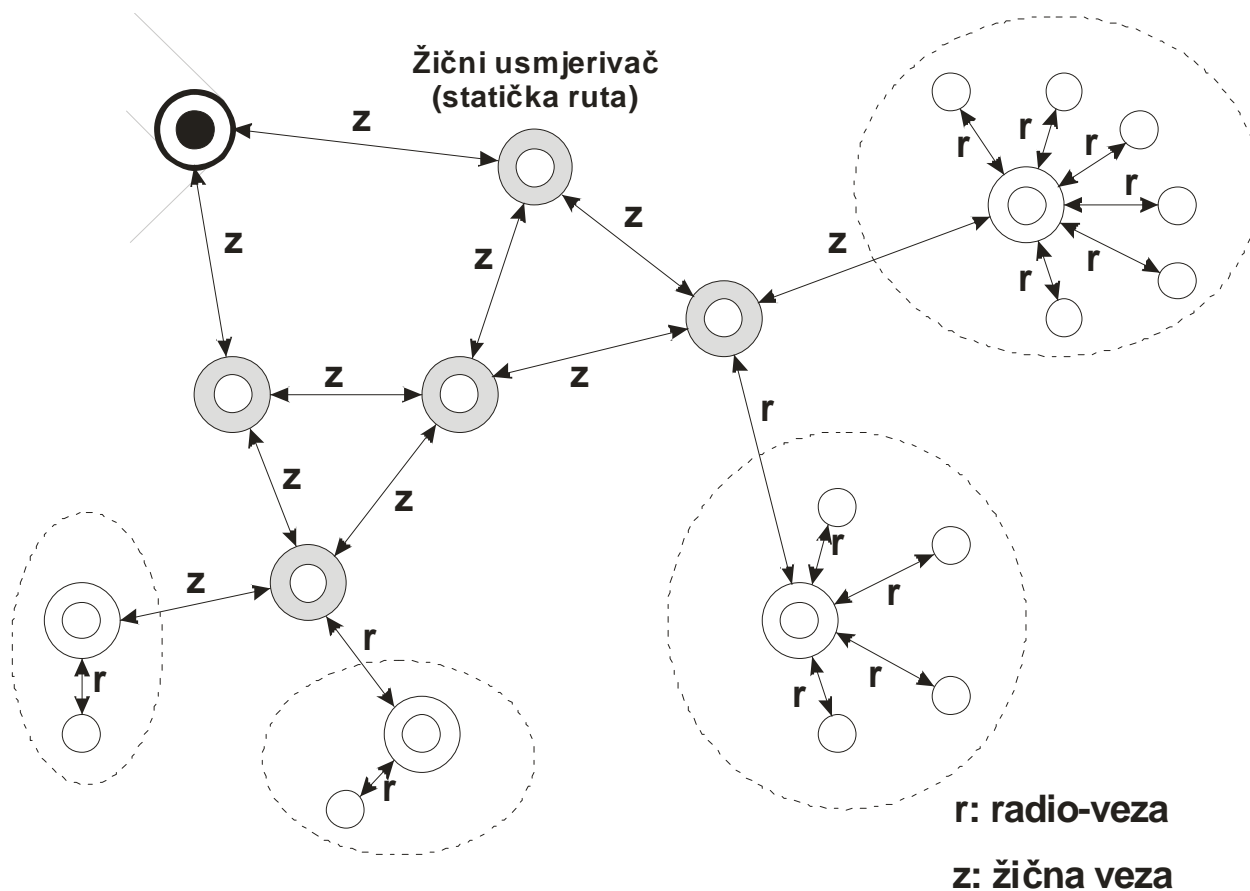 Žični usmjerivač
(statička ruta)
z
r
r
r
z
z
z
z
r
r
z
z
r
z
z
r
z
r
r
r
r
r
r
r: radio-veza
z: žična veza